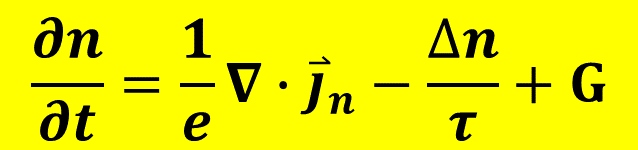 ∂n/∂t = 1/e ∇ · j⃗ₙ − Δn/τ + G